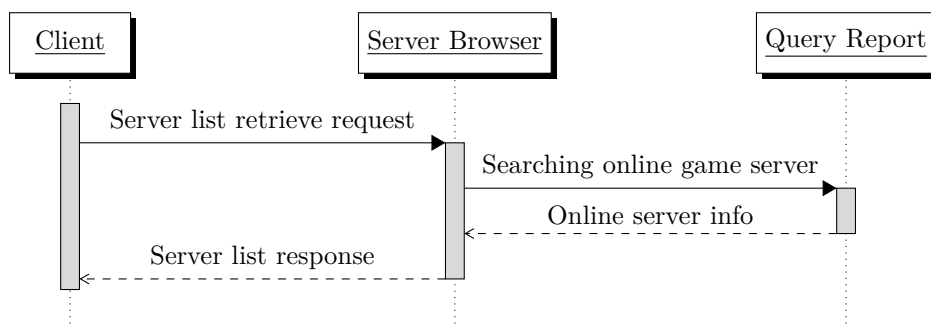 Client
Server Browser
Query Report
Server list retrieve request
Searching online game server
Online server info
Server list response